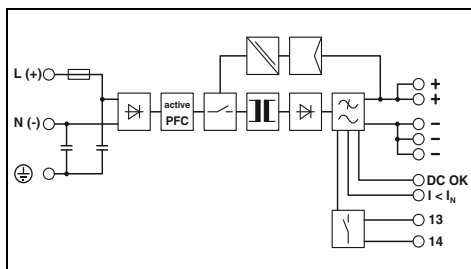 L (+)
N (-)
active
PFC
+
+
−
−
−
DC OK
I < I_N
13
14